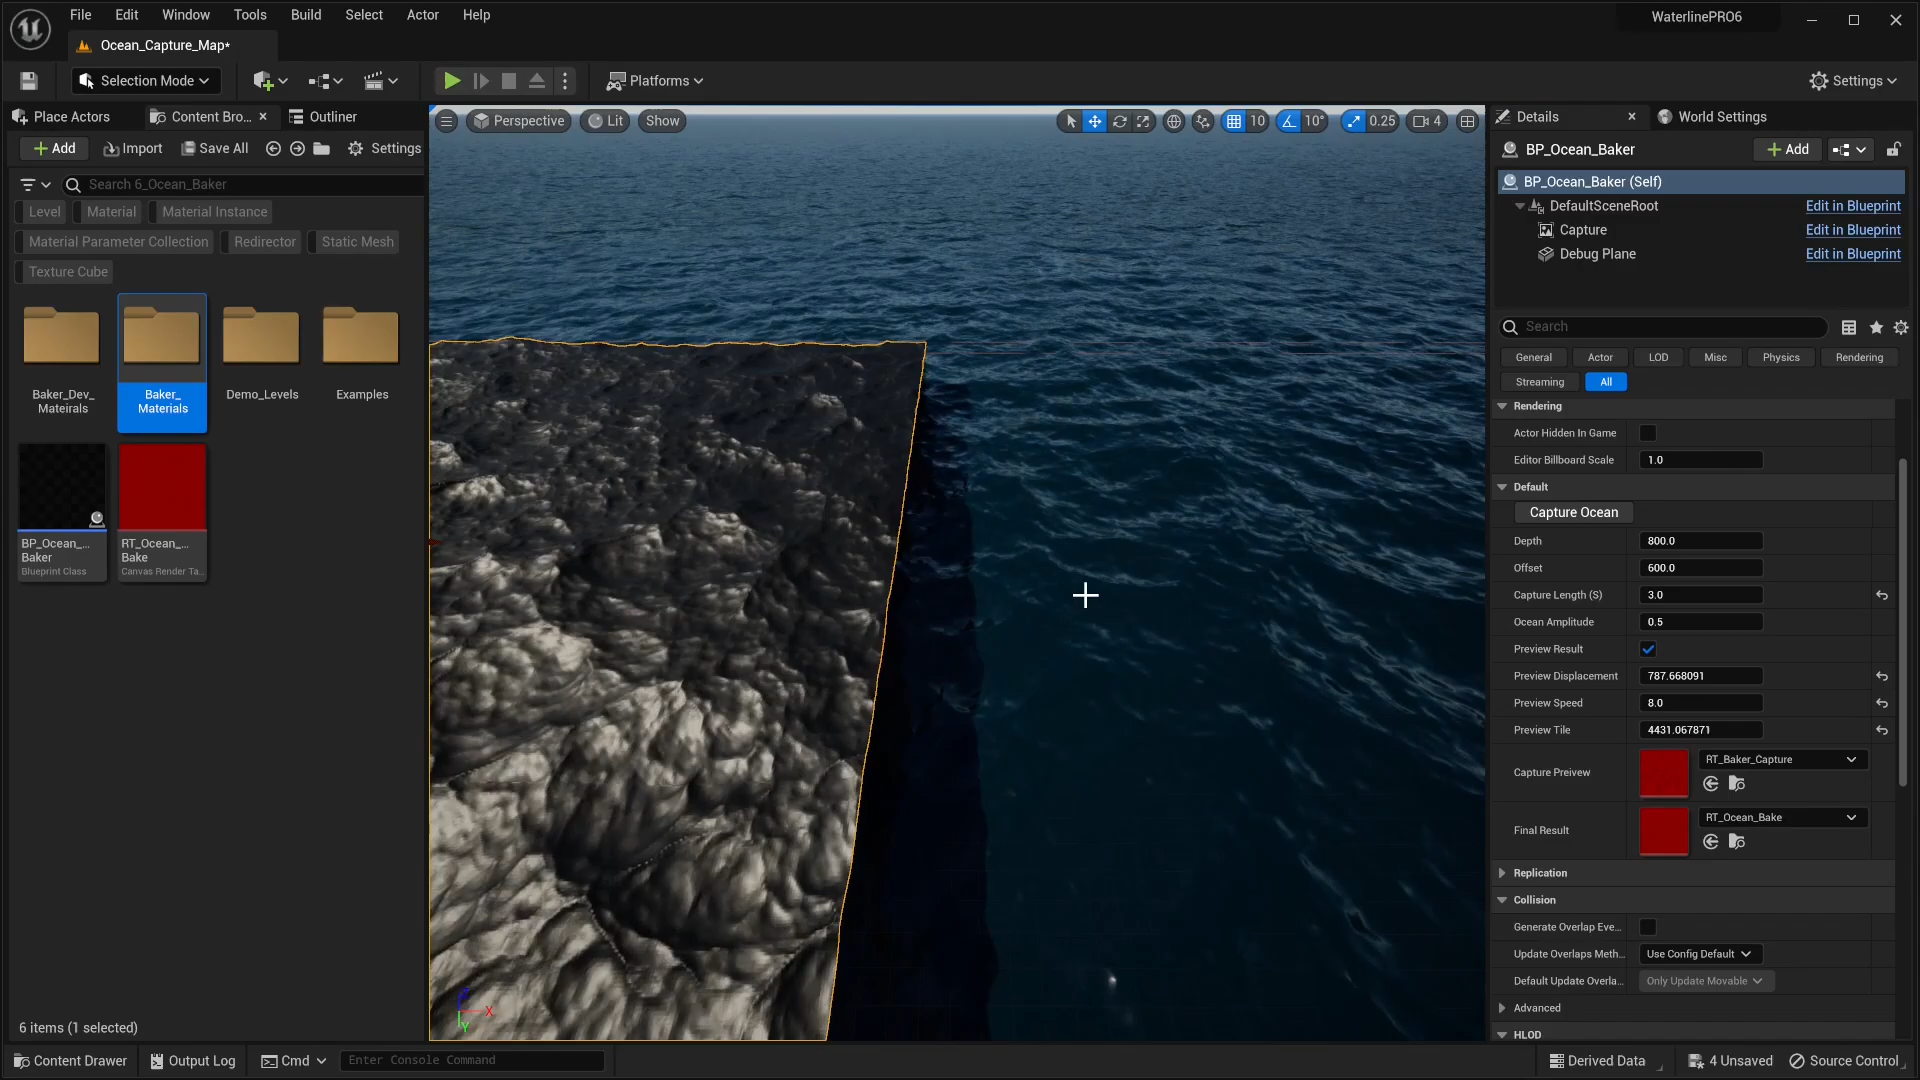 File Edit Window Tools Build Select Actor Help
WaterlinePRO6
Ocean_Capture_Map*
Selection Mode
Platforms
Settings
Place Actors
Content Bro...
Outliner
Add
Import
Save All
Settings
Search 6_Ocean_Baker
Level
Material
Material Instance
Material Parameter Collection
Redirector
Static Mesh
Texture Cube
Baker_Dev_
Mateirals
Baker_
Materials
Demo_Levels
Examples
BP_Ocean_...
Baker
Blueprint Class
RT_Ocean_...
Bake
Canvas Render Ta..
6 items (1 selected)
Perspective
Lit
Show
10
10°
0.25
4
X
Y
Details
World Settings
BP_Ocean_Baker
Add
BP_Ocean_Baker (Self)
DefaultSceneRoot Edit in Blueprint
Capture Edit in Blueprint
Debug Plane Edit in Blueprint
Search
General Actor LOD Misc Physics Rendering
Streaming All
Rendering
Actor Hidden In Game
Editor Billboard Scale 1.0
Default
Capture Ocean
Depth 800.0
Offset 600.0
Capture Length (S) 3.0
Ocean Amplitude 0.5
Preview Result
Preview Displacement 787.668091
Preview Speed 8.0
Preview Tile 4431.067871
Capture Preivew RT_Baker_Capture
Final Result RT_Ocean_Bake
Replication
Collision
Generate Overlap Eve...
Update Overlaps Meth... Use Config Default
Default Update Overla... Only Update Movable
Advanced
HLOD
Content Drawer
Output Log
Cmd
Enter Console Command
Derived Data
4 Unsaved
Source Control